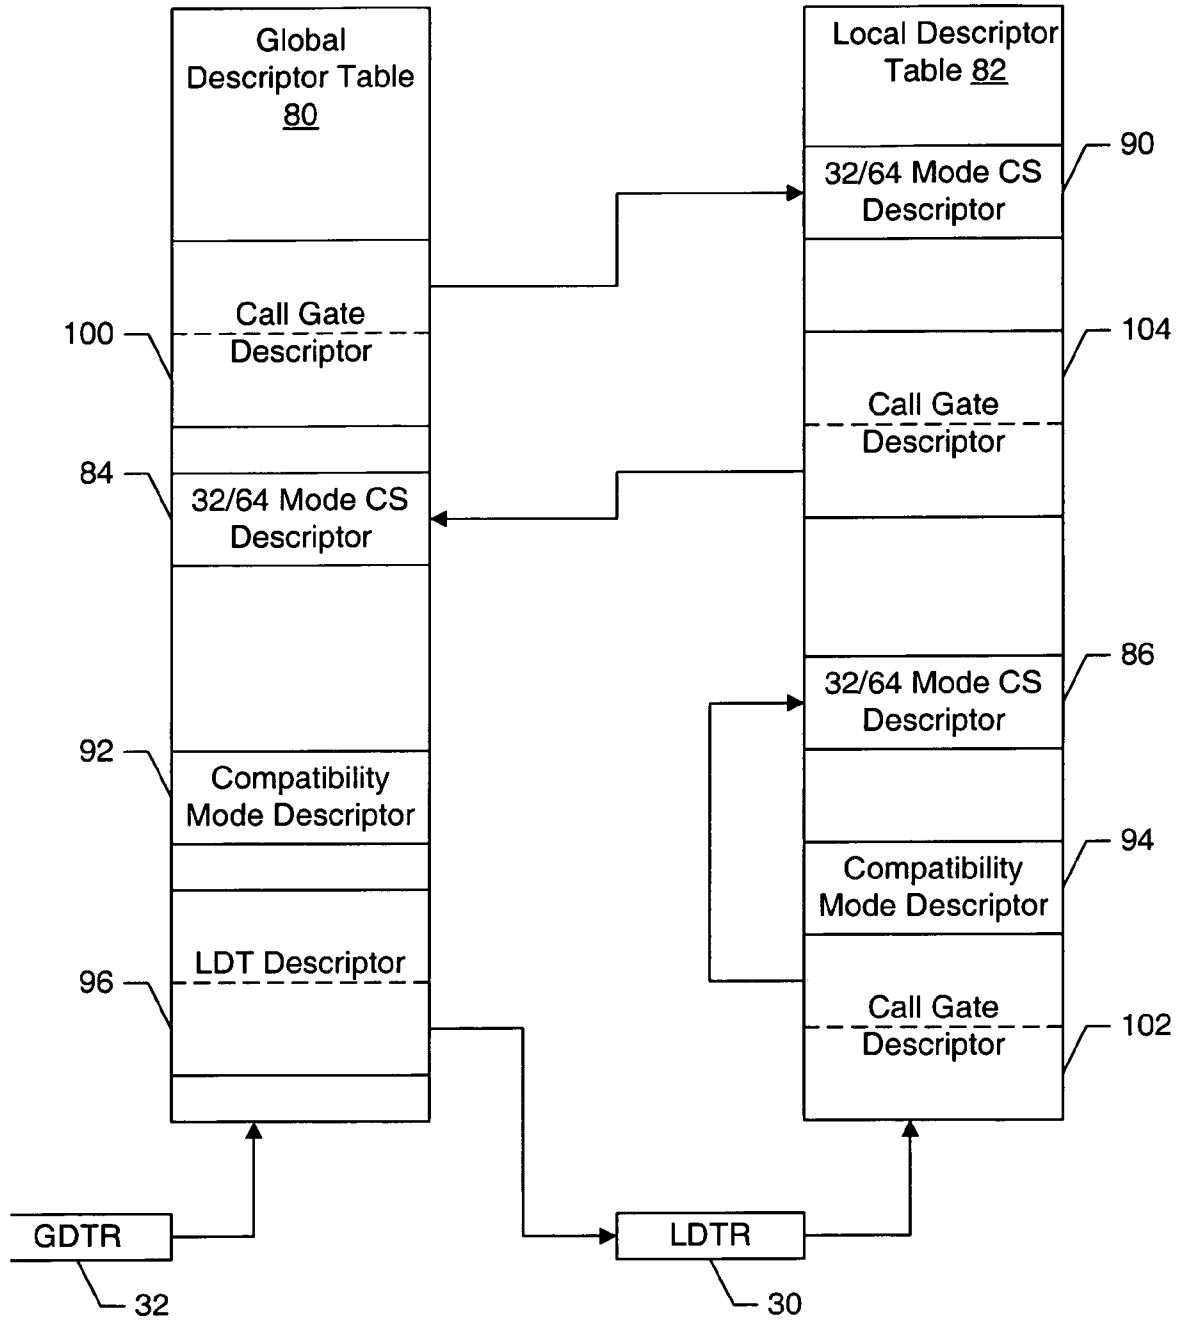 Global
Descriptor Table
80
Call Gate
Descriptor
100
84
32/64 Mode CS
Descriptor
92
Compatibility
Mode Descriptor
LDT Descriptor
96
GDTR
32
Local Descriptor
Table 82
90
32/64 Mode CS
Descriptor
104
Call Gate
Descriptor
86
32/64 Mode CS
Descriptor
94
Compatibility
Mode Descriptor
Call Gate
Descriptor
102
LDTR
30